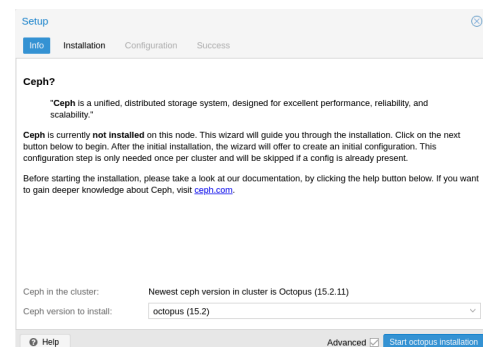 Setup
Info Installation Configuration Success
Ceph?
"Ceph is a unified, distributed storage system, designed for excellent performance, reliability, and
scalability."
Ceph is currently not installed on this node. This wizard will guide you through the installation. Click on the next
button below to begin. After the initial installation, the wizard will offer to create an initial configuration. This
configuration step is only needed once per cluster and will be skipped if a config is already present.
Before starting the installation, please take a look at our documentation, by clicking the help button below. If you want
to gain deeper knowledge about Ceph, visit ceph.com.
Ceph in the cluster: Newest ceph version in cluster is Octopus (15.2.11)
Ceph version to install: octopus (15.2)
Help Advanced Start octopus installation